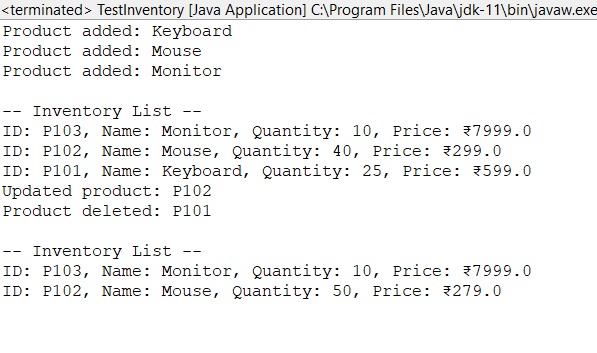 <terminated> TestInventory [Java Application] C:\Program Files\Java\jdk-11\bin\javaw.exe
Product added: Keyboard
Product added: Mouse
Product added: Monitor
-- Inventory List --
ID: P103, Name: Monitor, Quantity: 10, Price: ₹7999.0
ID: P102, Name: Mouse, Quantity: 40, Price: ₹299.0
ID: P101, Name: Keyboard, Quantity: 25, Price: ₹599.0
Updated product: P102
Product deleted: P101
-- Inventory List --
ID: P103, Name: Monitor, Quantity: 10, Price: ₹7999.0
ID: P102, Name: Mouse, Quantity: 50, Price: ₹279.0